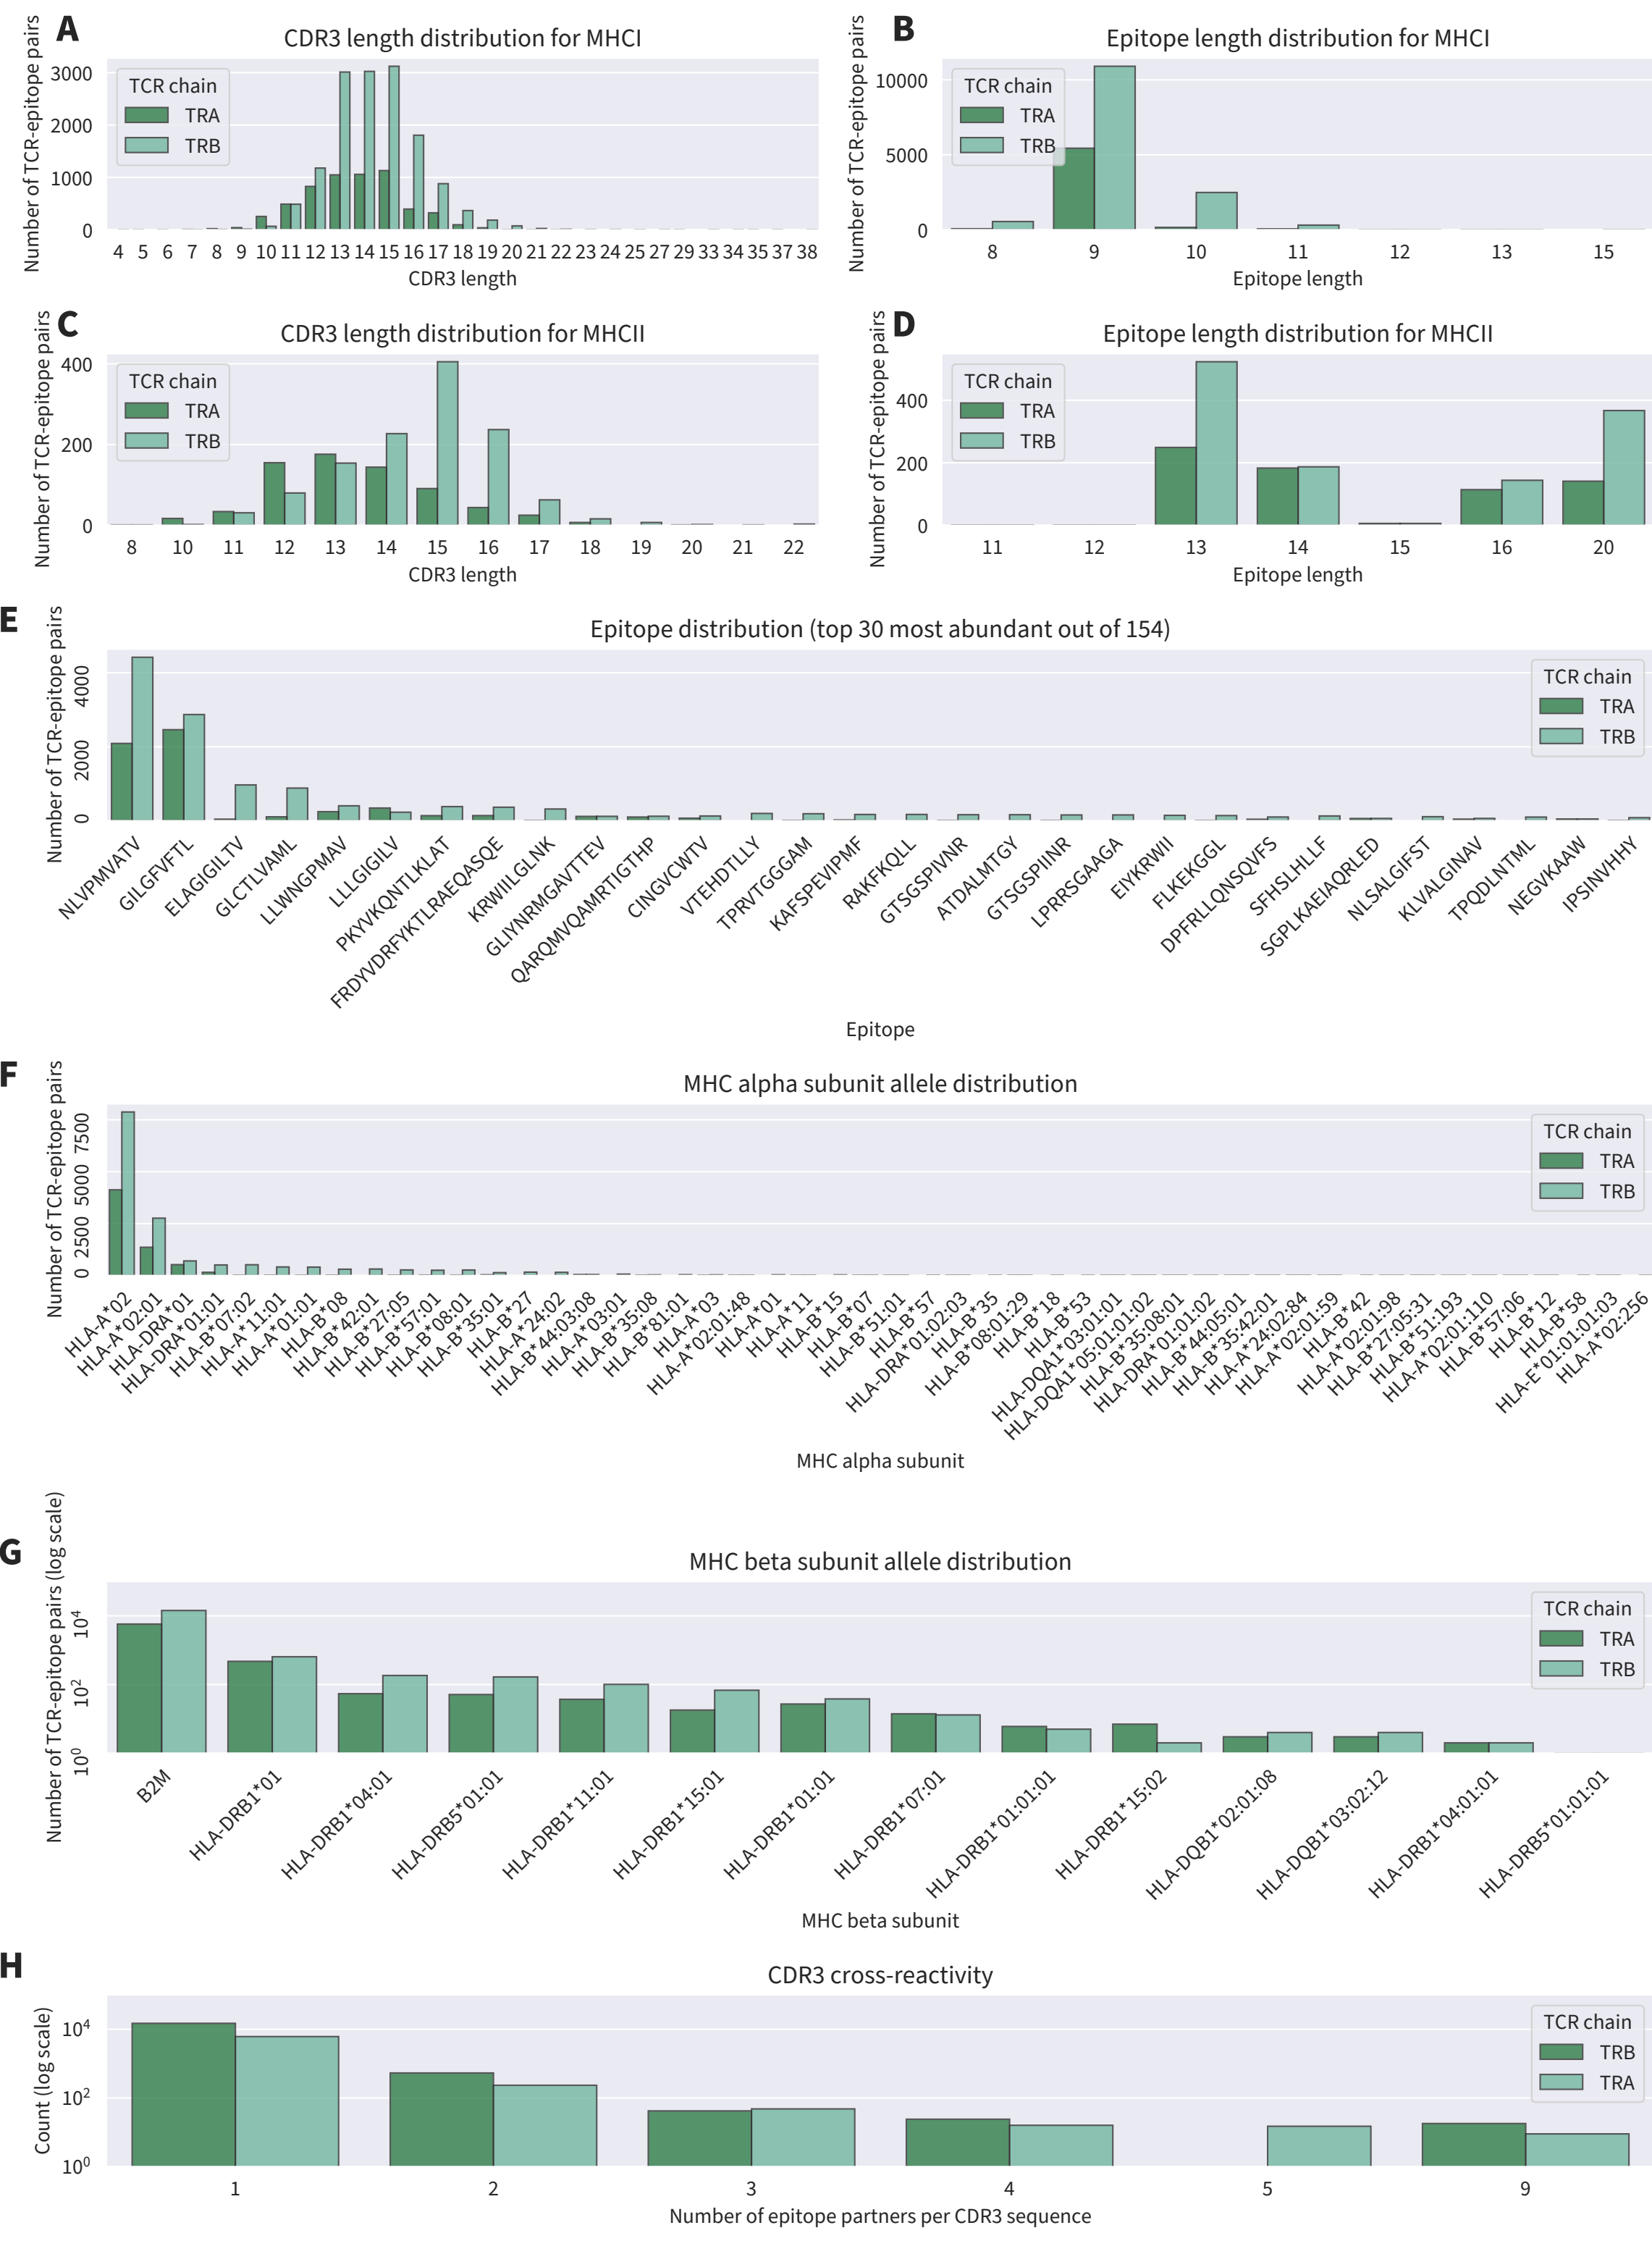 A
CDR3 length distribution for MHCI
Number of TCR-epitope pairs
TCR chain
TRA
TRB
3000
2000
1000
0
4 5 6 7 8 9 10 11 12 13 14 15 16 17 18 19 20 21 22 23 24 25 27 29 33 34 35 37 38
CDR3 length
B
Epitope length distribution for MHCI
Number of TCR-epitope pairs
TCR chain
TRA
TRB
10000
5000
0
8 9 10 11 12 13 15
Epitope length
C
CDR3 length distribution for MHCII
Number of TCR-epitope pairs
TCR chain
TRA
TRB
400
200
0
8 10 11 12 13 14 15 16 17 18 19 20 21 22
CDR3 length
D
Epitope length distribution for MHCII
Number of TCR-epitope pairs
TCR chain
TRA
TRB
400
200
0
11 12 13 14 15 16 20
Epitope length
E
Epitope distribution (top 30 most abundant out of 154)
Number of TCR-epitope pairs
TCR chain
TRA
TRB
4000
2000
0
NLVPMVATV
GILGFVFTL
ELAGIGILTV
GLCTLVAML
LLWNGPMAV
LLLGIGILV
PKYVKQNTLKLAT
FRDYVDRFYKTLRAEQASQE
KRWIILGLNK
GLIYNRMGAVTTEV
QARQMVQAMRTIGTHP
CINGVCWTV
VTEHDTLLY
TPRVTGGGAM
KAFSPEVIPMF
RAKFKQLL
GTSGSPIVNR
ATDALMTGY
GTSGSPIINR
LPRRSGAAGA
EIYKRWII
FLKEKGGL
DPFRLLQNSQVFS
SFHSLHLLF
SGPLKAEIAQRLED
NLSALGIFST
KLVALGINAV
TPQDLNTML
NEGVKAAW
IPSINVHHY
Epitope
F
MHC alpha subunit allele distribution
Number of TCR-epitope pairs
TCR chain
TRA
TRB
7500
5000
2500
0
HLA-A*02
HLA-A*02:01
HLA-DRA*01
HLA-DRA*01:01
HLA-B*07:02
HLA-A*11:01
HLA-A*01:01
HLA-B*08
HLA-B*42:01
HLA-B*27:05
HLA-B*57:01
HLA-B*08:01
HLA-B*35:01
HLA-B*27
HLA-A*24:02
HLA-B*44:03:08
HLA-A*03:01
HLA-B*35:08
HLA-B*81:01
HLA-A*03
HLA-A*02:01:48
HLA-A*01
HLA-A*11
HLA-B*15
HLA-B*07
HLA-B*51:01
HLA-B*57
HLA-DRA*01:02:03
HLA-B*35
HLA-B*08:01:29
HLA-B*18
HLA-B*53
HLA-DQA1*03:01:01
HLA-DQA1*05:01:01:02
HLA-B*35:08:01
HLA-DRA*01:01:02
HLA-B*44:05:01
HLA-B*35:42:01
HLA-A*24:02:84
HLA-A*02:01:59
HLA-B*42
HLA-A*02:01:98
HLA-B*27:05:31
HLA-B*51:193
HLA-A*02:01:110
HLA-B*57:06
HLA-B*12
HLA-B*58
HLA-E*01:01:01:03
HLA-A*02:256
MHC alpha subunit
G
MHC beta subunit allele distribution
Number of TCR-epitope pairs (log scale)
TCR chain
TRA
TRB
10⁴
10²
10⁰
B2M
HLA-DRB1*01
HLA-DRB1*04:01
HLA-DRB5*01:01
HLA-DRB1*11:01
HLA-DRB1*15:01
HLA-DRB1*01:01
HLA-DRB1*07:01
HLA-DRB1*01:01:01
HLA-DRB1*15:02
HLA-DQB1*02:01:08
HLA-DQB1*03:02:12
HLA-DRB1*04:01:01
HLA-DRB5*01:01:01
MHC beta subunit
H
CDR3 cross-reactivity
Count (log scale)
TCR chain
TRB
TRA
10⁴
10²
10⁰
1 2 3 4 5 9
Number of epitope partners per CDR3 sequence